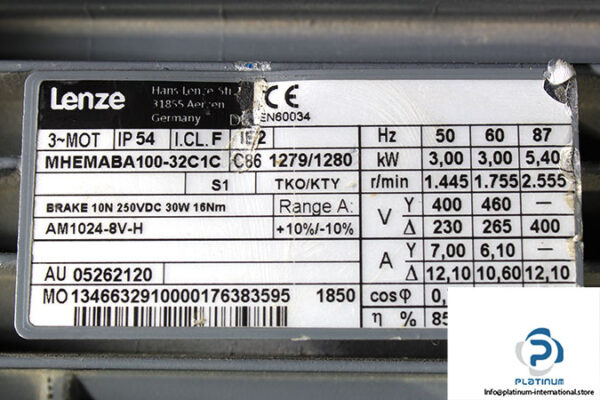 Lenze
Hans Lenze Str.
31855 Aerzen
Germany
CE
EN60034
3~MOT IP 54 I.CL. F IE2 Hz 50 60 87
MHEMABA100-32C1C C86 1279/1280 kW 3,00 3,00 5,40
S1 TKO/KTY r/min 1.445 1.755 2.555
BRAKE 10N 250VDC 30W 16Nm Range A: V Y 400 460 —
AM1024-8V-H +10%/-10% Δ 230 265 400
A Y 7,00 6,10 —
AU 05262120 Δ 12,10 10,60 12,10
MO 1346632910000176383595 1850 cosφ 0,
η % 85
PLATINUM
Info@platinum-international.store